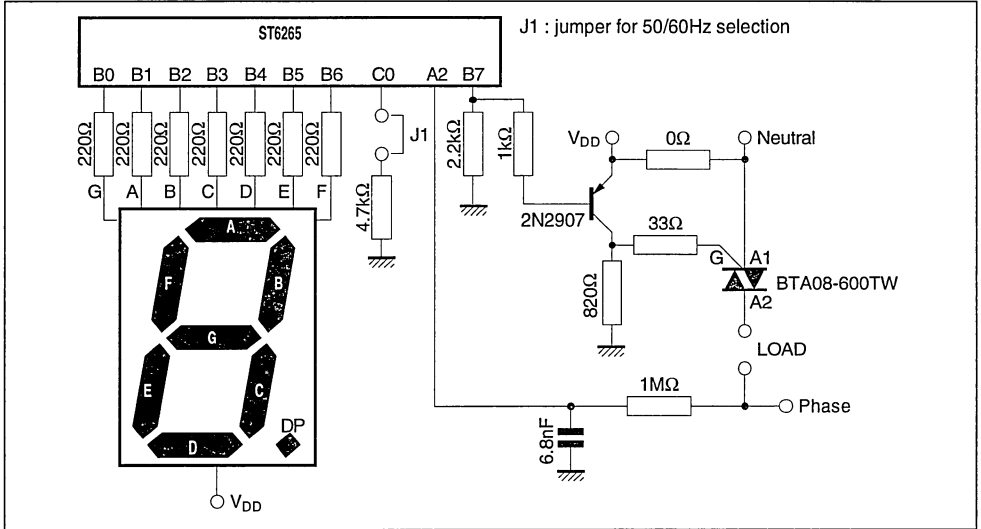 ST6265
J1 : jumper for 50/60Hz selection
B0 B1 B2 B3 B4 B5 B6 C0 A2 B7
220Ω 220Ω 220Ω 220Ω 220Ω 220Ω 220Ω
J1
2.2kΩ
1kΩ
VDD
0Ω
Neutral
G A B C D E F
4.7kΩ
2N2907
33Ω
820Ω
G A1
BTA08-600TW
A2
LOAD
A
F
B
G
E
C
D
DP
1MΩ
Phase
6.8nF
VDD